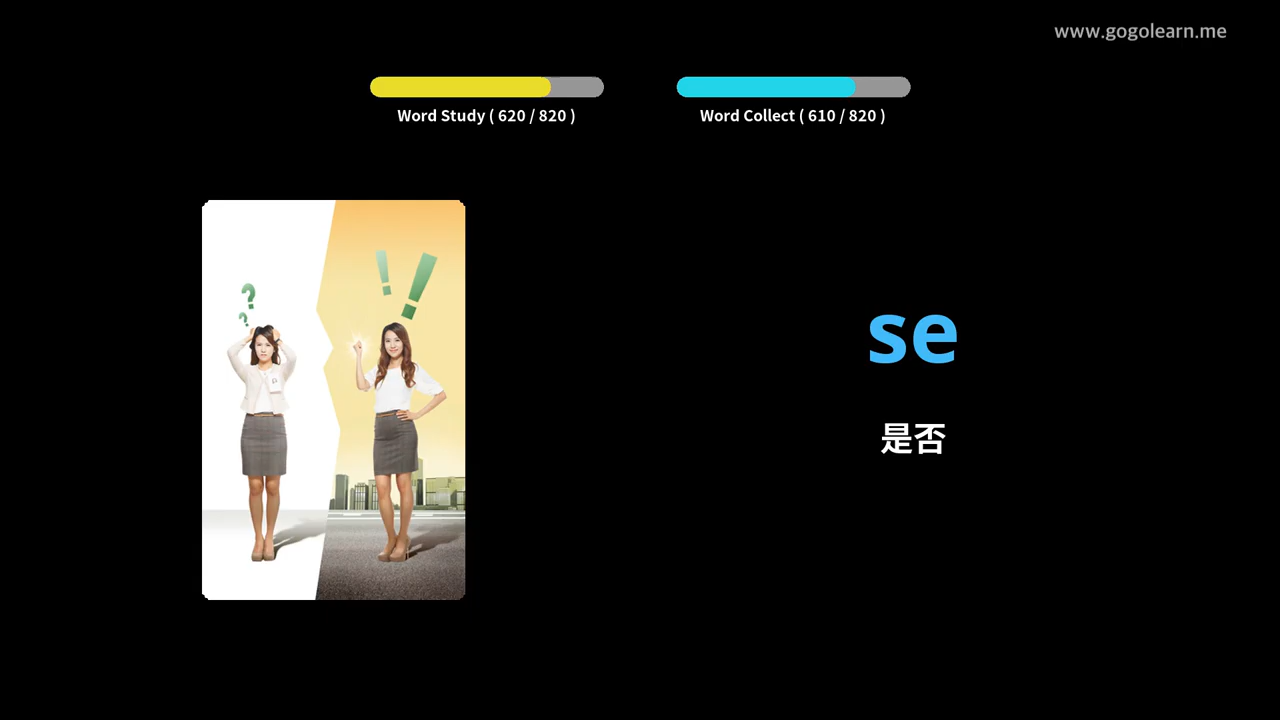 www.gogolearn.me
Word Study ( 620 / 820 )
Word Collect ( 610 / 820 )
? ?
! !
se
是否